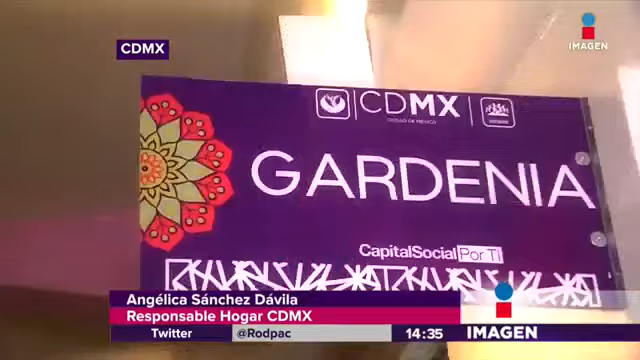 CDMX
IMAGEN
CDMX
CIUDAD DE MÉXICO
GARDENIA
CapitalSocial Por Ti
Angélica Sánchez Dávila
Responsable Hogar CDMX
Twitter @Rodpac 14:35 IMAGEN